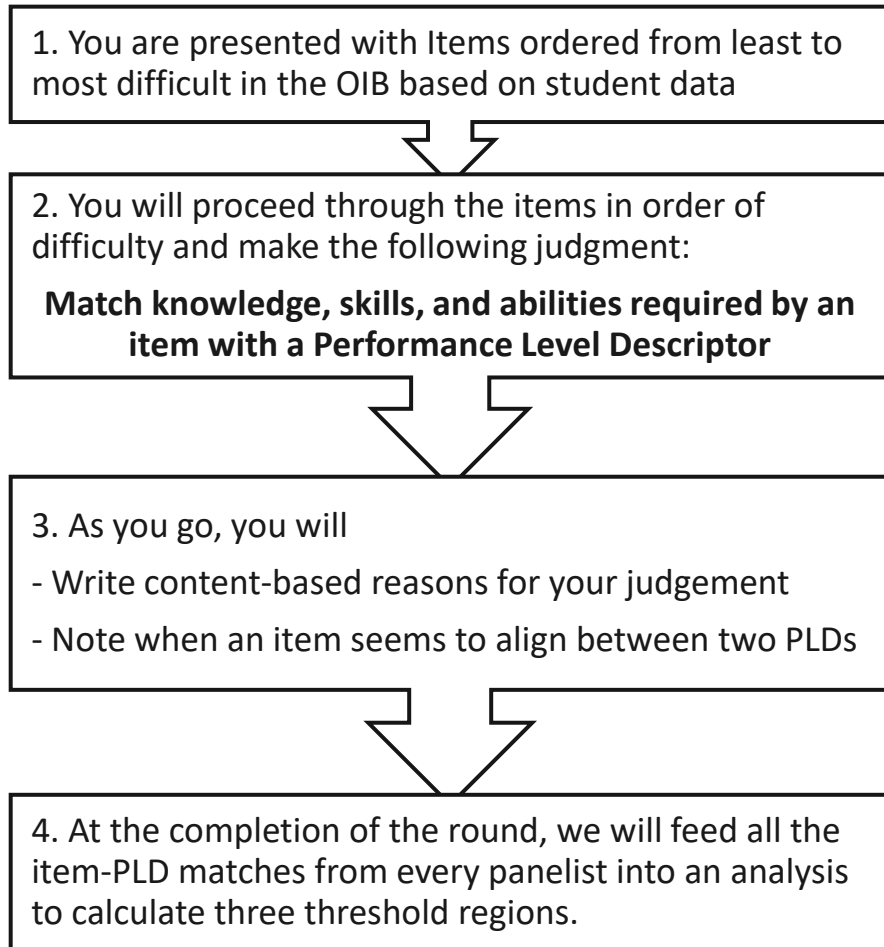 1. You are presented with Items ordered from least to
most difficult in the OIB based on student data
2. You will proceed through the items in order of
difficulty and make the following judgment:
Match knowledge, skills, and abilities required by an
item with a Performance Level Descriptor
3. As you go, you will
- Write content-based reasons for your judgement
- Note when an item seems to align between two PLDs
4. At the completion of the round, we will feed all the
item-PLD matches from every panelist into an analysis
to calculate three threshold regions.